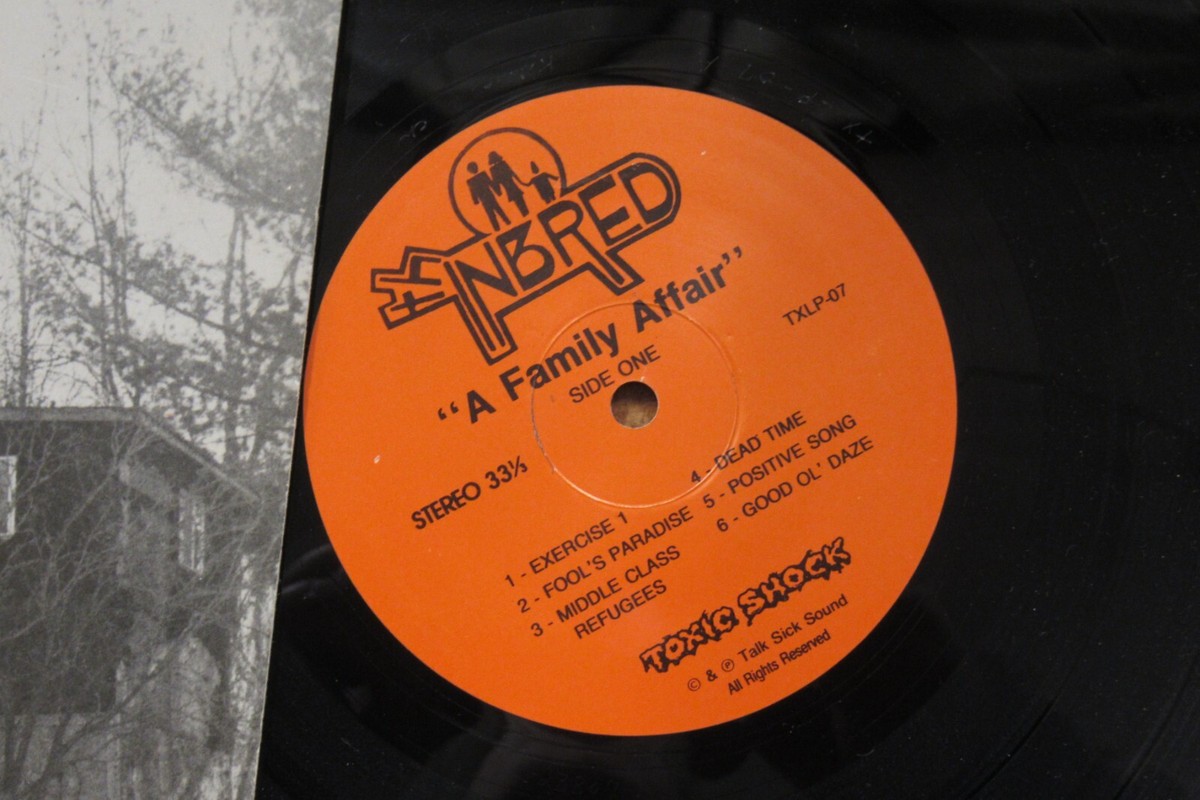 TH'
INBRED
“A Family Affair”
SIDE ONE
TXLP-07
STEREO 33⅓
1 - EXERCISE 1
2 - FOOL'S PARADISE
3 - MIDDLE CLASS
REFUGEES
4 - DEAD TIME
5 - POSITIVE SONG
6 - GOOD OL' DAZE
TOXIC SHOCK
© & ℗ Talk Sick Sound
All Rights Reserved